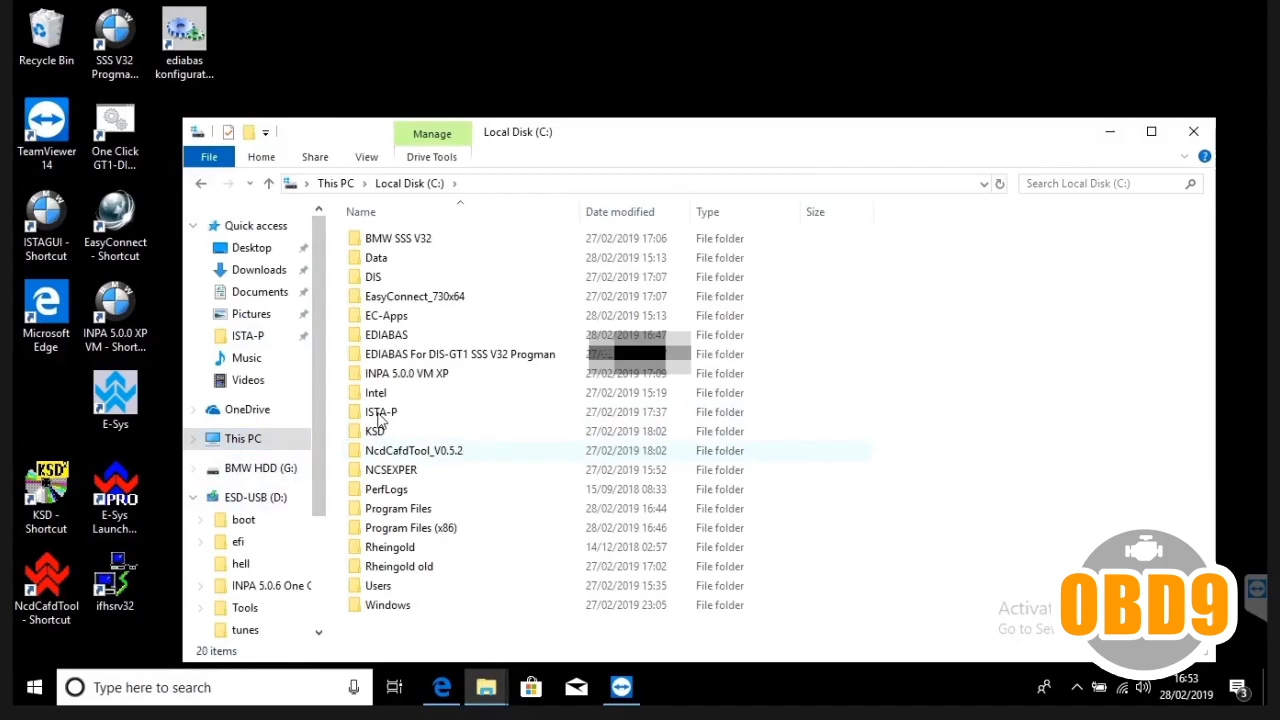 Recycle Bin
SSS V32
Progma...
ediabas
konfigurat...
TeamViewer
14
One Click
GT1-DI...
ISTAGUI -
Shortcut
EasyConnect
- Shortcut
Microsoft
Edge
INPA 5.0.0 XP
VM - Short...
E-Sys
KSD
KSD -
Shortcut
PRO
E-Sys
Launch...
NcdCafdTool
- Shortcut
ifhsrv32
Manage
Local Disk (C:)
File
Home
Share
View
Drive Tools
This PC
Local Disk (C:)
Search Local Disk (C:)
Quick access
Desktop
Downloads
Documents
Pictures
ISTA-P
Music
Videos
OneDrive
This PC
BMW HDD (G:)
ESD-USB (D:)
boot
efi
hell
INPA 5.0.6 One C
Tools
tunes
Name Date modified Type Size
BMW SSS V32 27/02/2019 17:06 File folder
Data 28/02/2019 15:13 File folder
DIS 27/02/2019 17:07 File folder
EasyConnect_730x64 27/02/2019 17:07 File folder
EC-Apps 28/02/2019 15:13 File folder
EDIABAS 28/02/2019 16:47 File folder
EDIABAS For DIS-GT1 SSS V32 Progman File folder
INPA 5.0.0 VM XP 27/02/2019 17:09 File folder
Intel 27/02/2019 15:19 File folder
ISTA-P 27/02/2019 17:37 File folder
KSD 27/02/2019 18:02 File folder
NcdCafdTool_V0.5.2 27/02/2019 18:02 File folder
NCSEXPER 27/02/2019 15:52 File folder
PerfLogs 15/09/2018 08:33 File folder
Program Files 28/02/2019 16:44 File folder
Program Files (x86) 28/02/2019 16:46 File folder
Rheingold 14/12/2018 02:57 File folder
Rheingold old 27/02/2019 17:02 File folder
Users 27/02/2019 15:35 File folder
Windows 27/02/2019 23:05 File folder
20 items
Go to
OBD9
Type here to search
16:53
28/02/2019
3